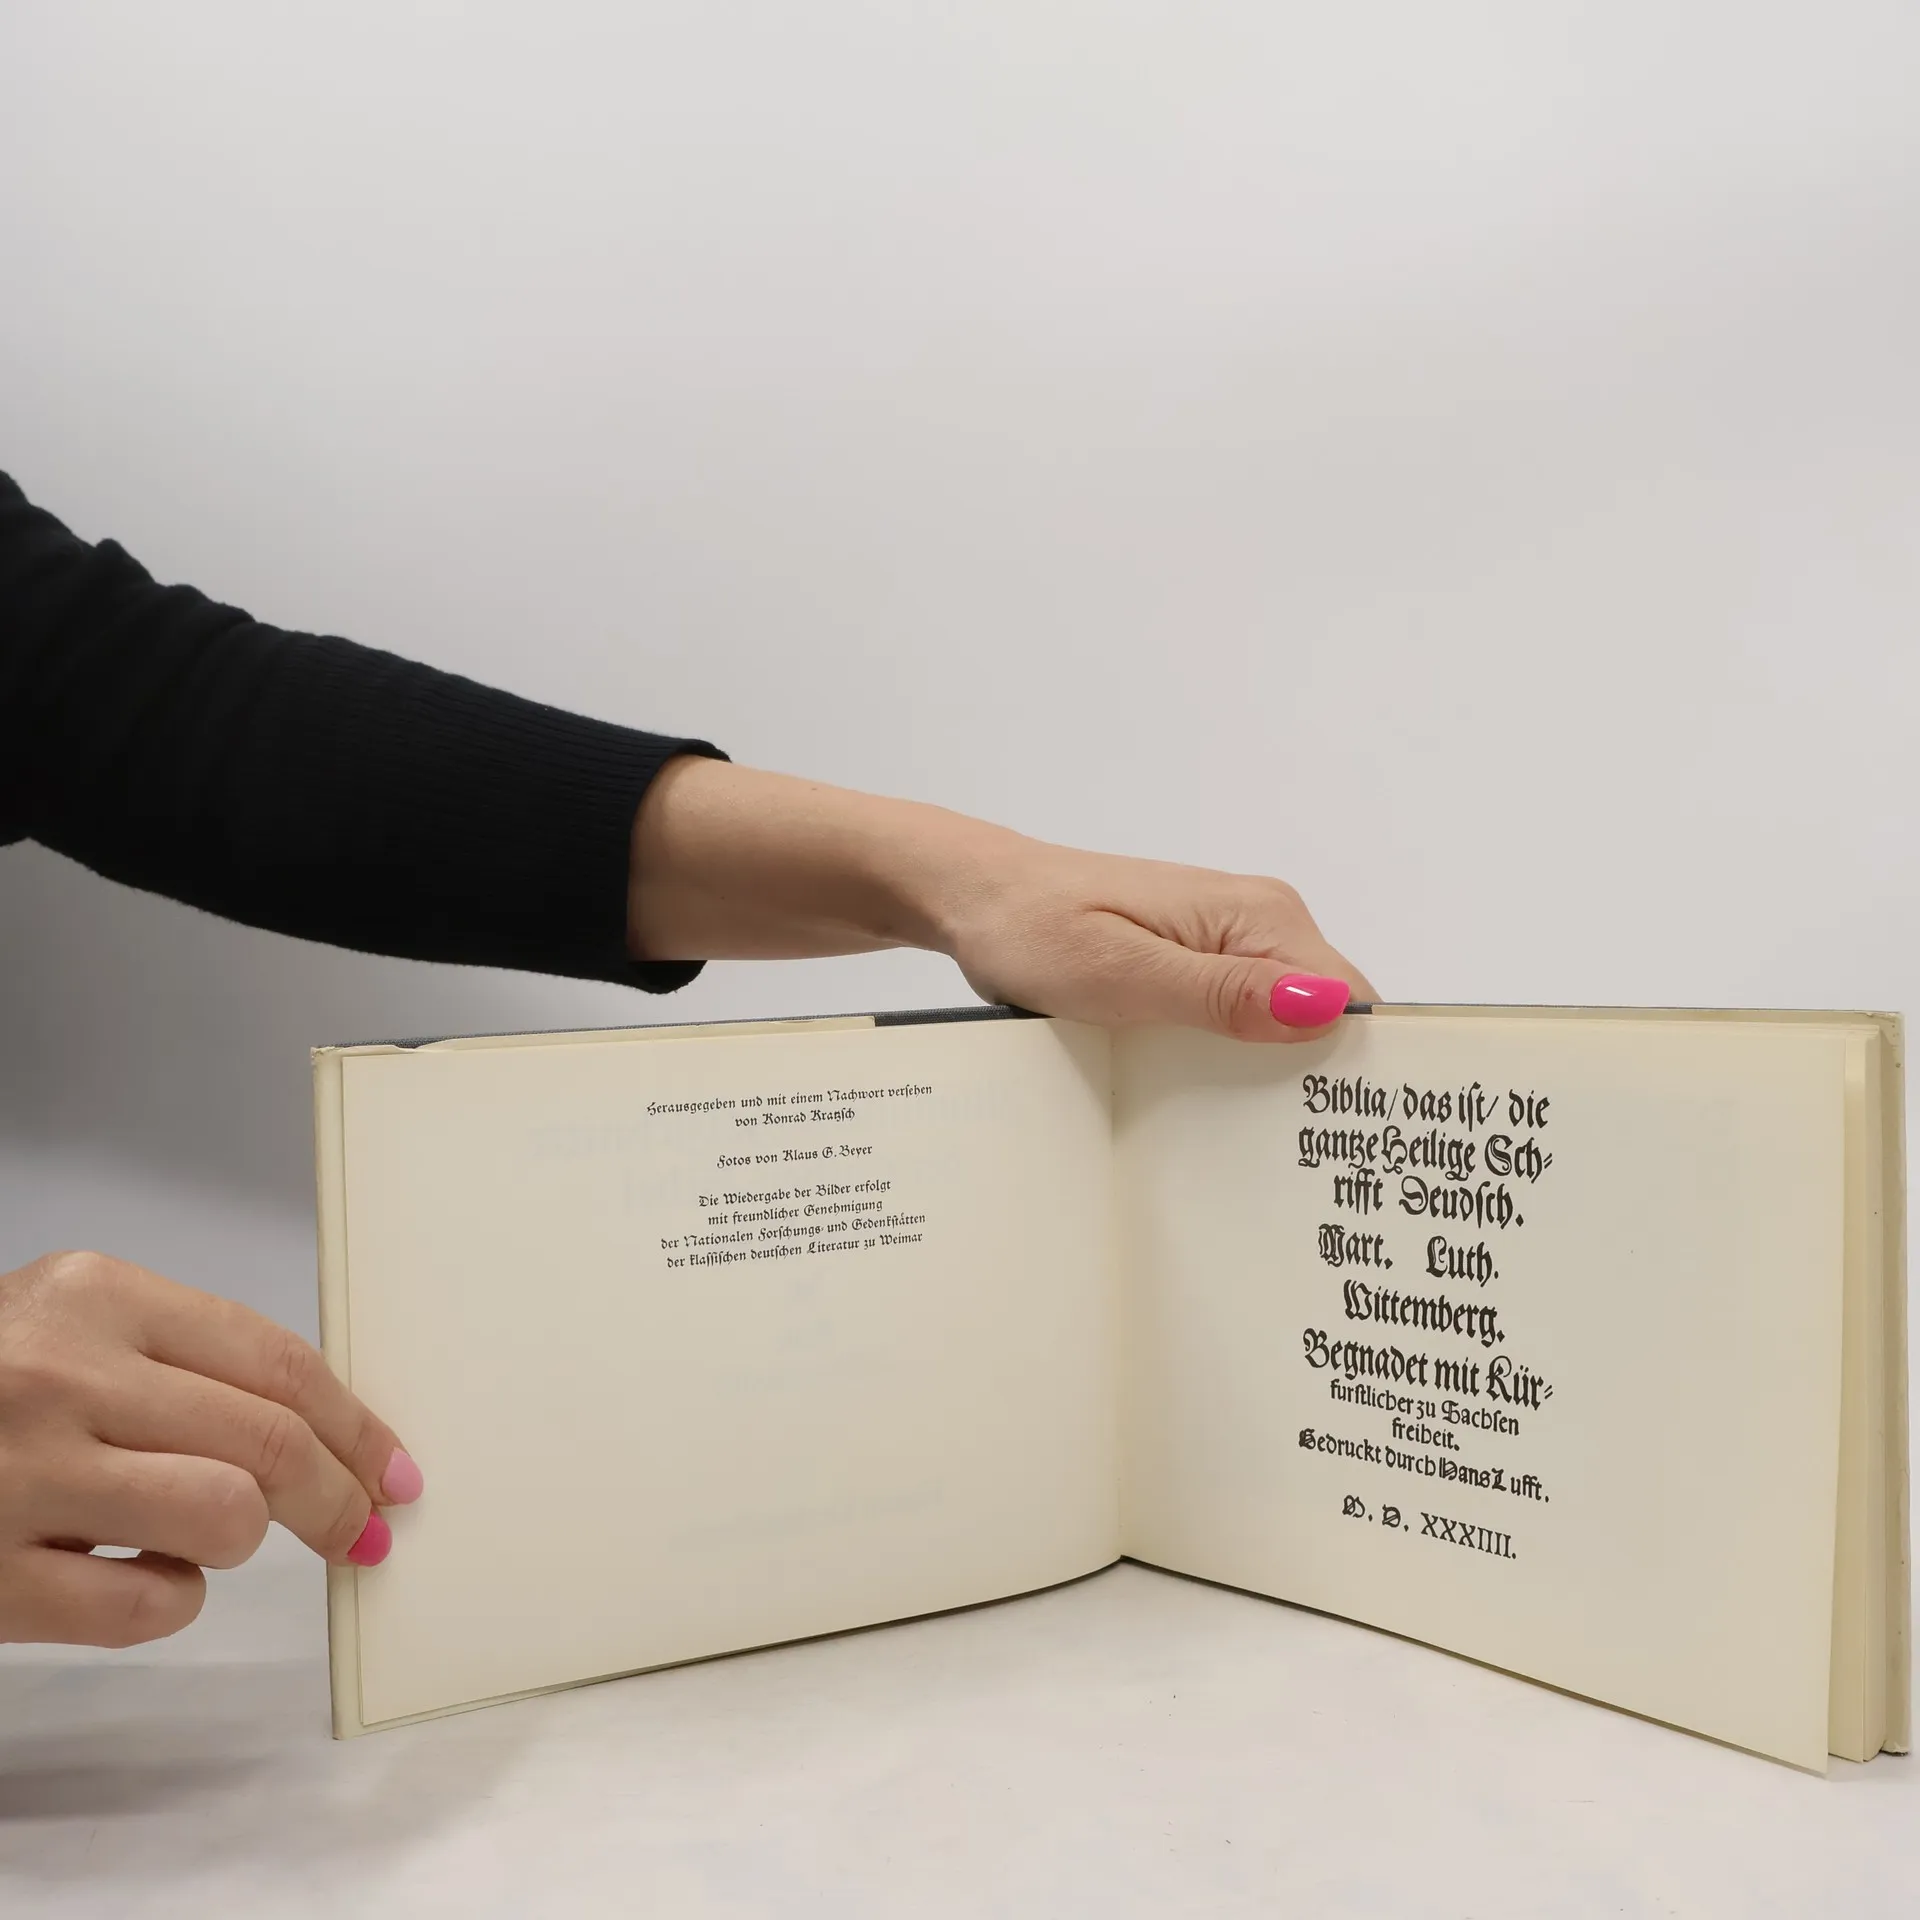 Herausgegeben und mit einem Nachwort versehen
von Konrad Kratzsch
Fotos von Klaus G. Beyer
Die Wiedergabe der Bilder erfolgt
mit freundlicher Genehmigung
der Nationalen Forschungs- und Gedenkstätten
der klassischen deutschen Literatur zu Weimar
Biblia/ das ist/ die
gantze Heilige Sch-
rifft Deudsch.
Mart. Luth.
Wittemberg.
Begnadet mit Kür-
furstlicher zu Sachsen
freiheit.
Gedruckt durch Hans Lufft.
M. D. XXXIIII.